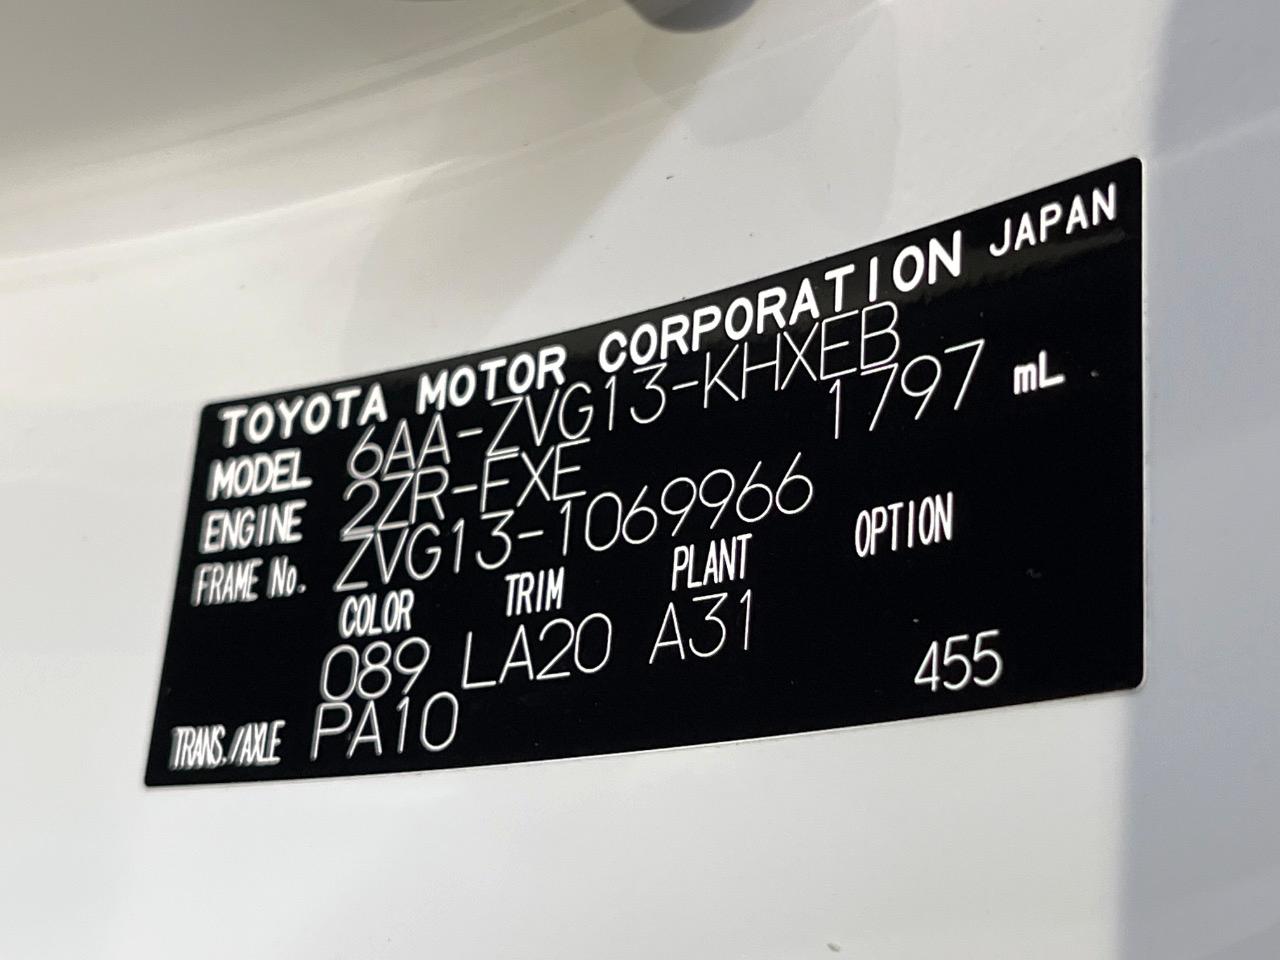 TOYOTA MOTOR CORPORATION JAPAN
MODEL 6AA-ZVG13-KHXEB
ENGINE 2ZR-FXE 1797 mL
FRAME No. ZVG13-1069966
COLOR TRIM PLANT OPTION
089 LA20 A31
TRANS./AXLE PA10 455